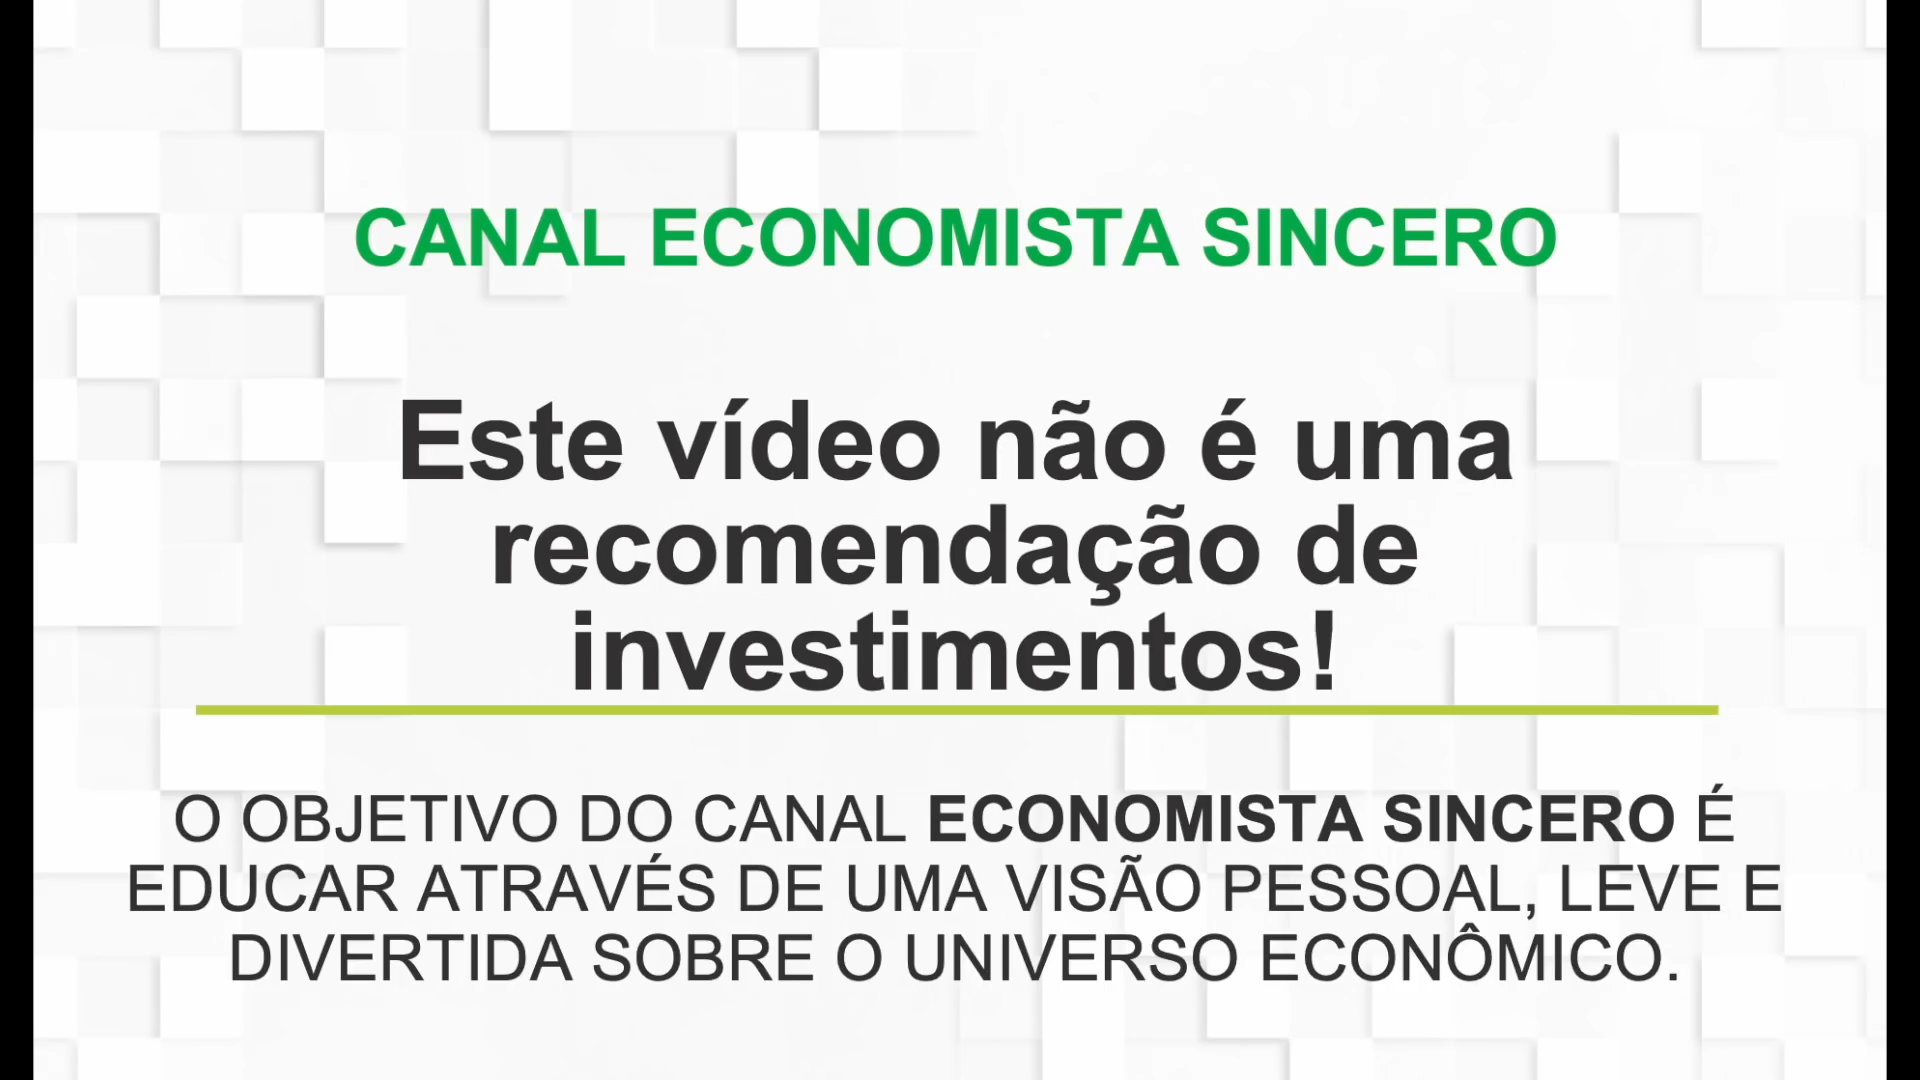 CANAL ECONOMISTA SINCERO
Este vídeo não é uma
recomendação de
investimentos!
O OBJETIVO DO CANAL ECONOMISTA SINCERO É
EDUCAR ATRAVÉS DE UMA VISÃO PESSOAL, LEVE E
DIVERTIDA SOBRE O UNIVERSO ECONÔMICO.